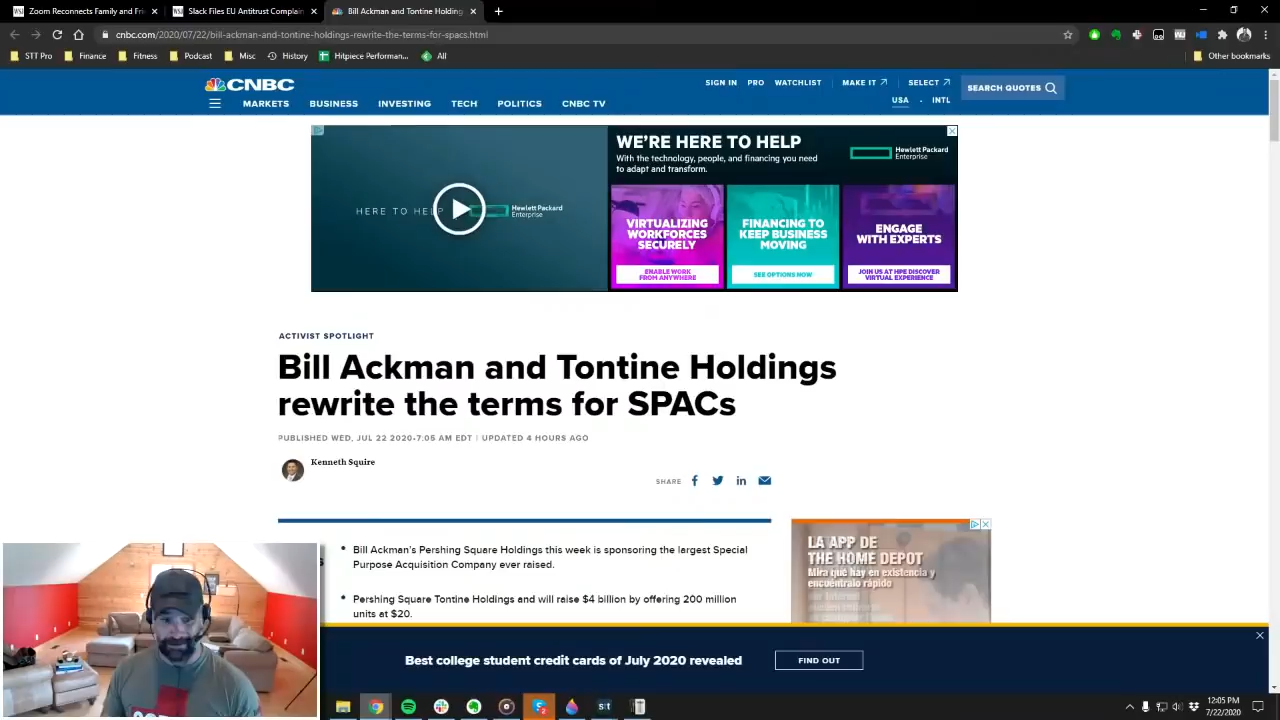 Zoom Reconnects Family and Fri
Slack Files EU Antitrust Complain
Bill Ackman and Tontine Holding
cnbc.com/2020/07/22/bill-ackman-and-tontine-holdings-rewrite-the-terms-for-spacs.html
STT Pro
Finance
Fitness
Podcast
Misc
History
Hitpiece Performan...
All
Other bookmarks
CNBC
SIGN IN PRO WATCHLIST MAKE IT SELECT
SEARCH QUOTES
USA INTL
MARKETS BUSINESS INVESTING TECH POLITICS CNBC TV
HERE TO HELP
Hewlett Packard
Enterprise
WE'RE HERE TO HELP
With the technology, people, and financing you need
to adapt and transform.
Hewlett Packard
Enterprise
VIRTUALIZING
WORKFORCES
SECURELY
ENABLE WORK
FROM ANYWHERE
FINANCING TO
KEEP BUSINESS
MOVING
SEE OPTIONS NOW
ENGAGE
WITH EXPERTS
JOIN US AT HPE DISCOVER
VIRTUAL EXPERIENCE
ACTIVIST SPOTLIGHT
Bill Ackman and Tontine Holdings
rewrite the terms for SPACs
PUBLISHED WED, JUL 22 2020•7:05 AM EDT | UPDATED 4 HOURS AGO
Kenneth Squire
SHARE
• Bill Ackman's Pershing Square Holdings this week is sponsoring the largest Special
Purpose Acquisition Company ever raised.
• Pershing Square Tontine Holdings and will raise $4 billion by offering 200 million
units at $20.
LA APP DE
THE HOME DEPOT
Mira qué hay en existencia y
encuéntralo rápido
Best college student credit cards of July 2020 revealed
FIND OUT
12:05 PM
7/22/2020